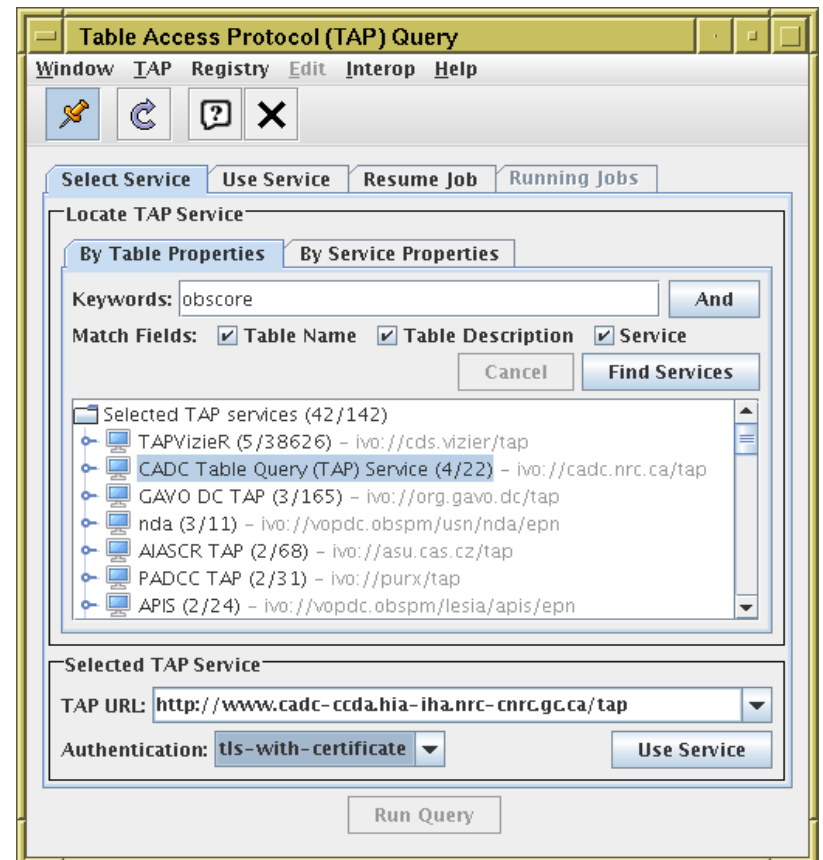 Table Access Protocol (TAP) Query
Window TAP Registry Edit Interop Help
Select Service Use Service Resume Job Running Jobs
Locate TAP Service
By Table Properties By Service Properties
Keywords: obscore And
Match Fields: Table Name Table Description Service
Cancel Find Services
Selected TAP services (42/142)
TAPVizieR (5/38626) – ivo://cds.vizier/tap
CADC Table Query (TAP) Service (4/22) – ivo://cadc.nrc.ca/tap
GAVO DC TAP (3/165) – ivo://org.gavo.dc/tap
nda (3/11) – ivo://vopdc.obspm/usn/nda/epn
AIASCR TAP (2/68) – ivo://asu.cas.cz/tap
PADCC TAP (2/31) – ivo://purx/tap
APIS (2/24) – ivo://vopdc.obspm/lesia/apis/epn
Selected TAP Service
TAP URL: http://www.cadc-ccda.hia-iha.nrc-cnrc.gc.ca/tap
Authentication: tls-with-certificate Use Service
Run Query